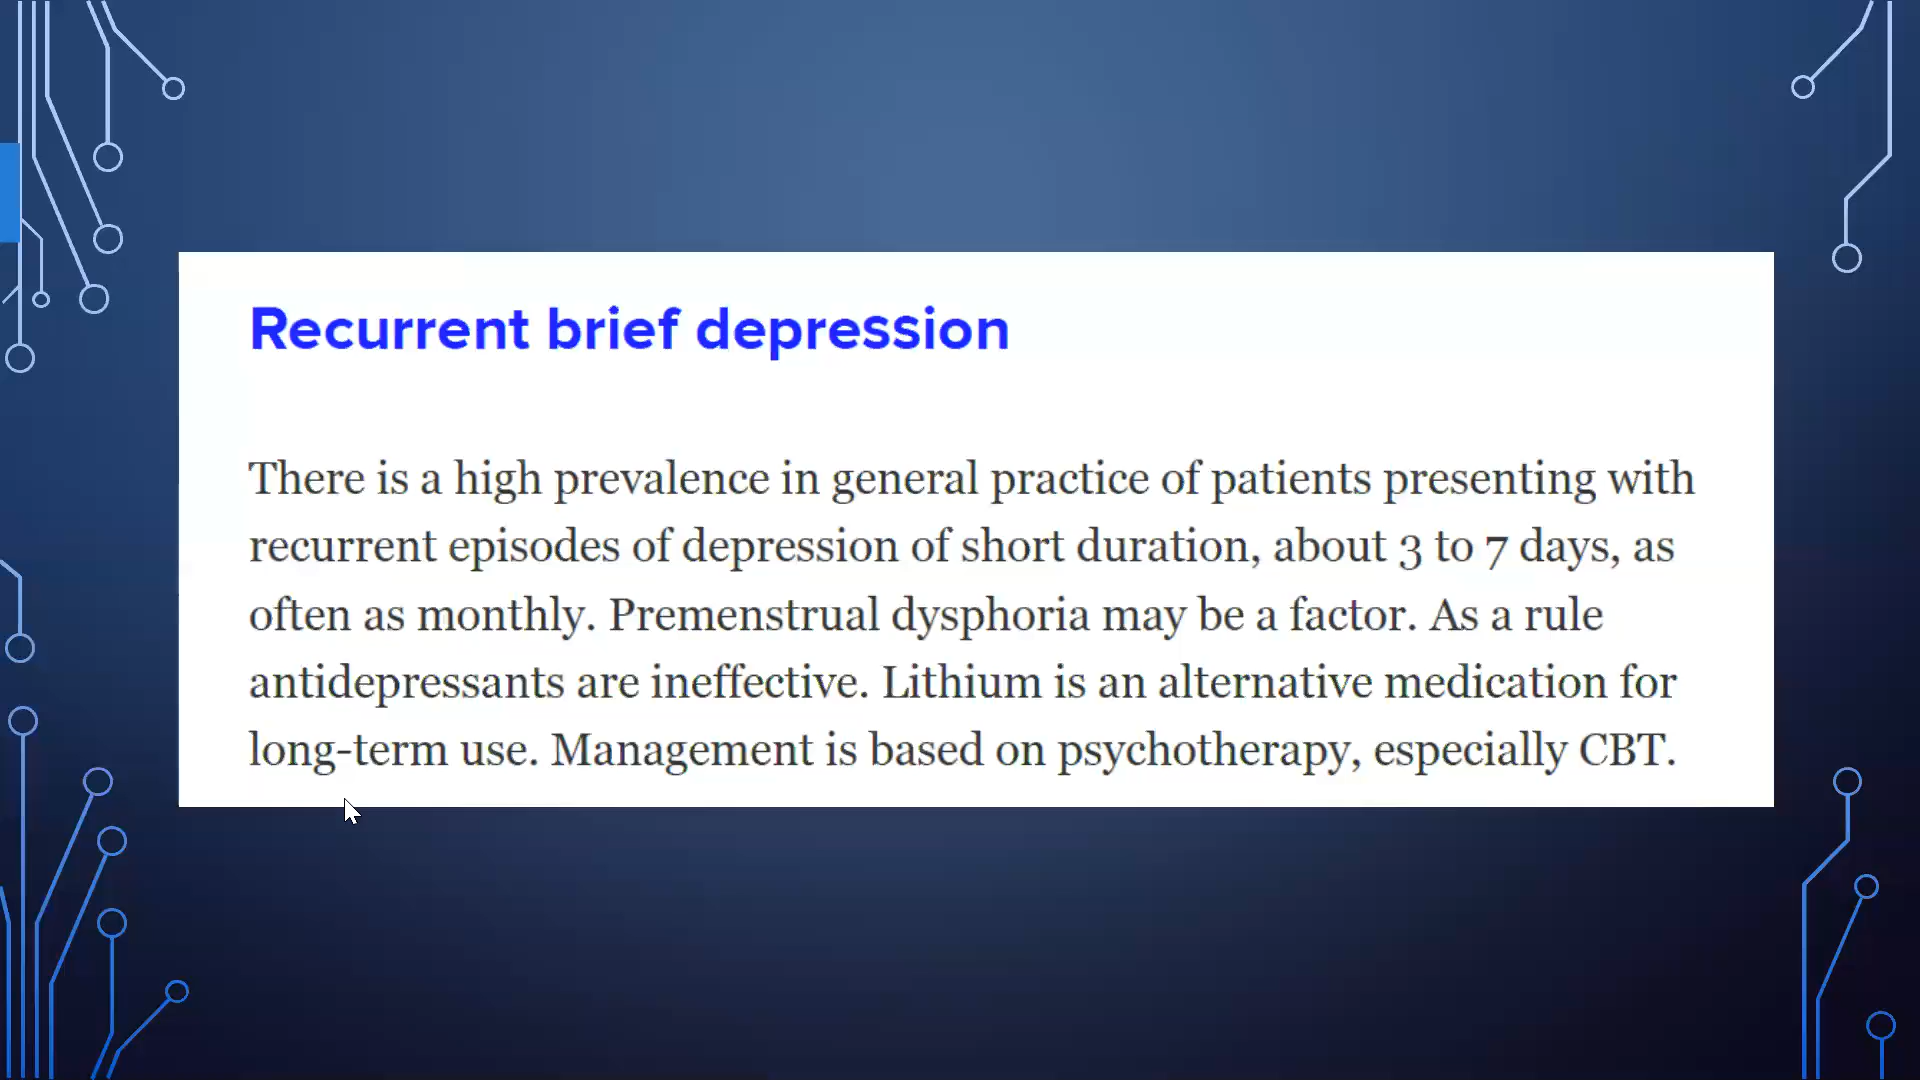 Recurrent brief depression
There is a high prevalence in general practice of patients presenting with
recurrent episodes of depression of short duration, about 3 to 7 days, as
often as monthly. Premenstrual dysphoria may be a factor. As a rule
antidepressants are ineffective. Lithium is an alternative medication for
long-term use. Management is based on psychotherapy, especially CBT.